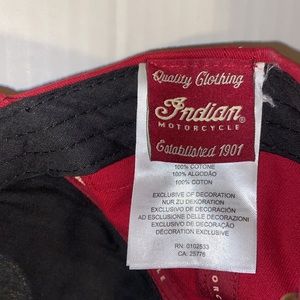 Quality Clothing
Indian®
MOTORCYCLE
Established 1901
100% COTONE
100% ALGODÃO
100% COTON
EXCLUSIVE OF DECORATION
NUR ZU DEKORATION
EXCLUSIVO DE DECORACIÓN
AD ESCLUSIONE DELLE DECORAZIONI
EXCLUSIVO DE DECORAÇÃO
DÉCORATION EXCLUSIVE
RN: 0102533
CA: 25776